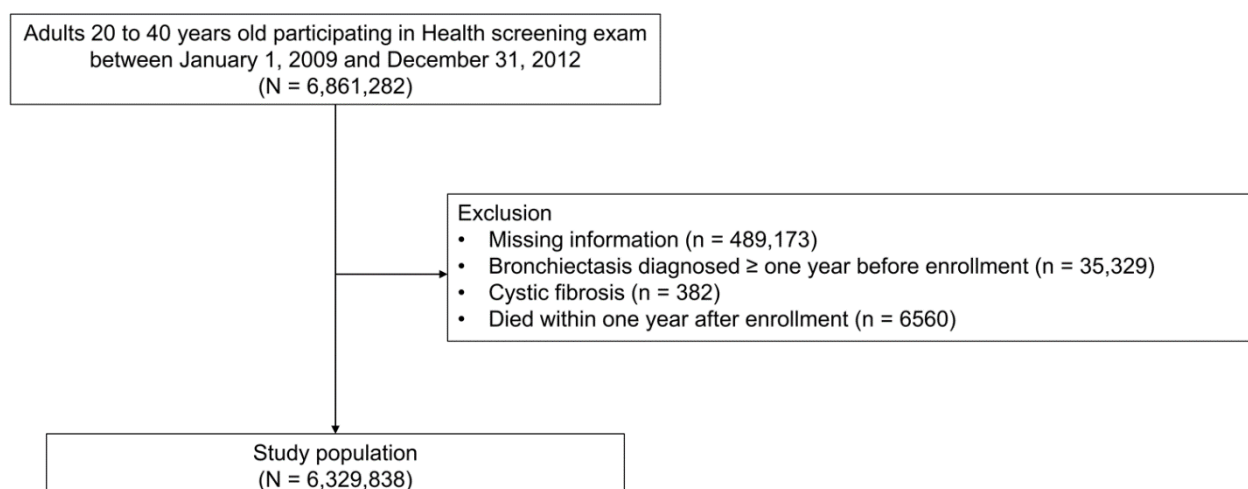 Adults 20 to 40 years old participating in Health screening exam
between January 1, 2009 and December 31, 2012
(N = 6,861,282)
Exclusion
• Missing information (n = 489,173)
• Bronchiectasis diagnosed ≥ one year before enrollment (n = 35,329)
• Cystic fibrosis (n = 382)
• Died within one year after enrollment (n = 6560)
Study population
(N = 6,329,838)